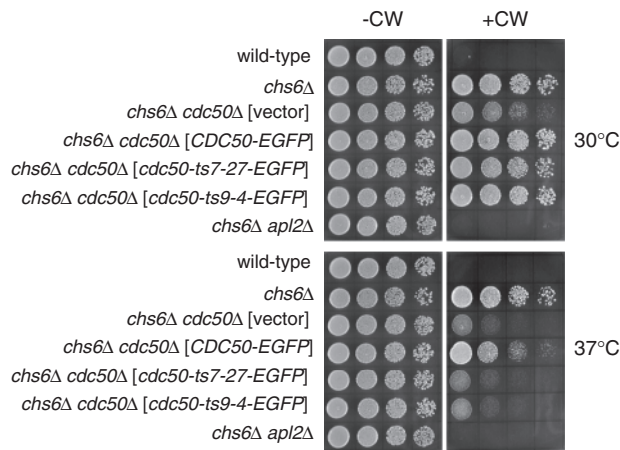 -CW +CW
wild-type
chs6Δ
chs6Δ cdc50Δ [vector]
chs6Δ cdc50Δ [CDC50-EGFP]
chs6Δ cdc50Δ [cdc50-ts7-27-EGFP]
chs6Δ cdc50Δ [cdc50-ts9-4-EGFP]
chs6Δ apl2Δ
30°C
wild-type
chs6Δ
chs6Δ cdc50Δ [vector]
chs6Δ cdc50Δ [CDC50-EGFP]
chs6Δ cdc50Δ [cdc50-ts7-27-EGFP]
chs6Δ cdc50Δ [cdc50-ts9-4-EGFP]
chs6Δ apl2Δ
37°C